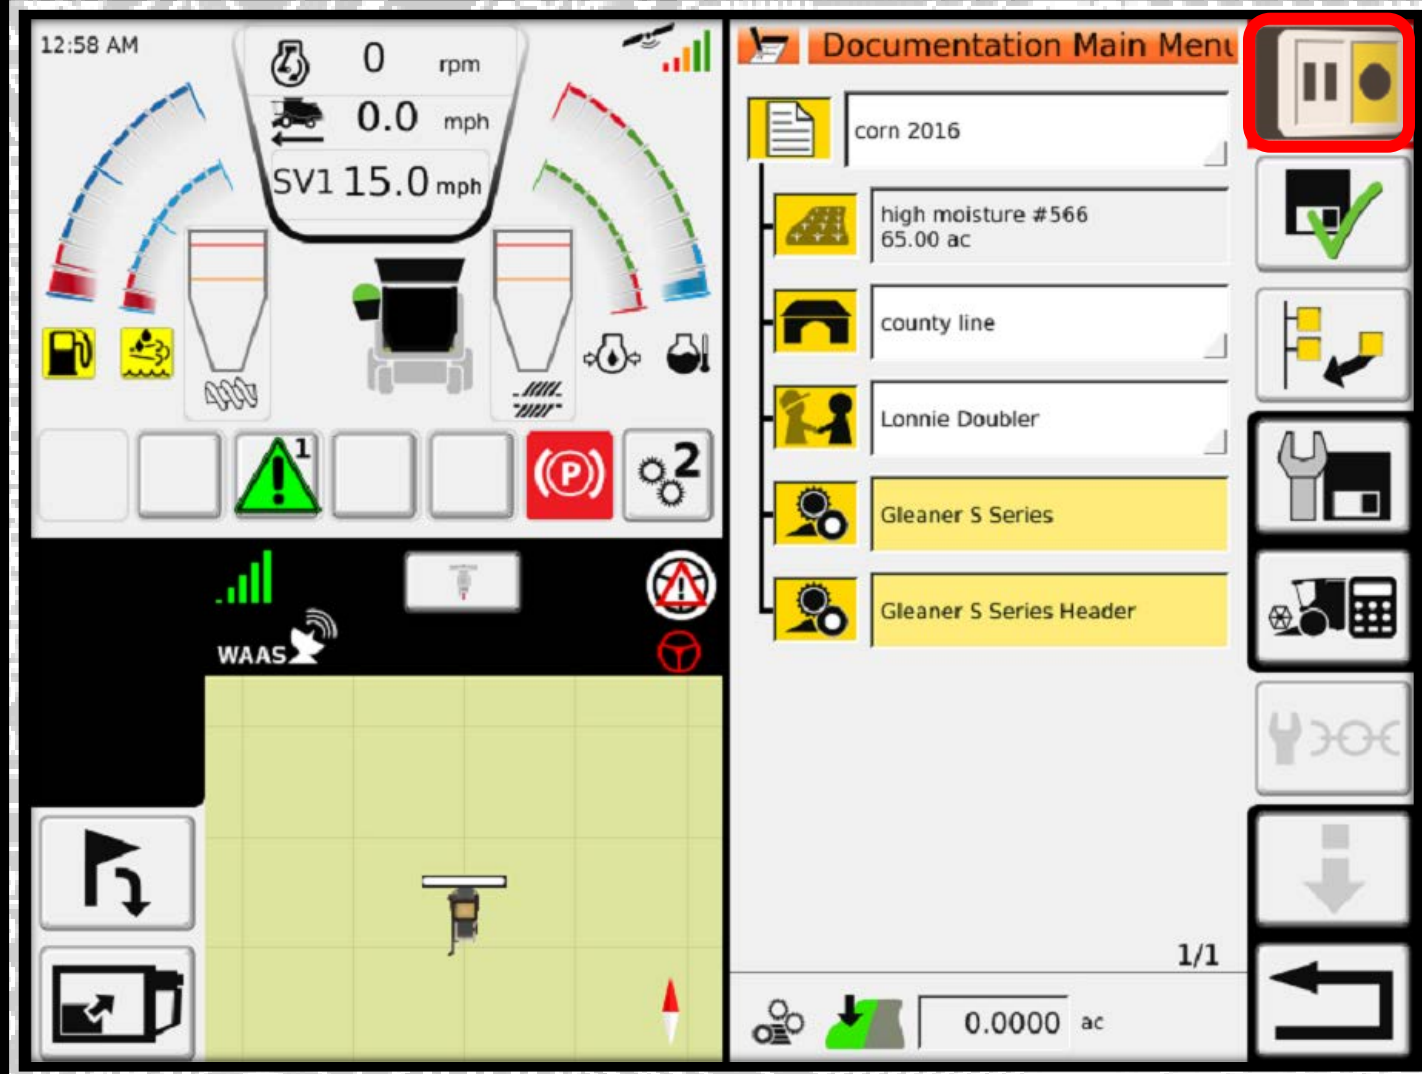 12:58 AM
0 rpm
0.0 mph
SV1 15.0 mph
1
P
2
WAAS
Documentation Main Menu
corn 2016
high moisture #566
65.00 ac
county line
Lonnie Doubler
Gleaner S Series
Gleaner S Series Header
1/1
0.0000 ac